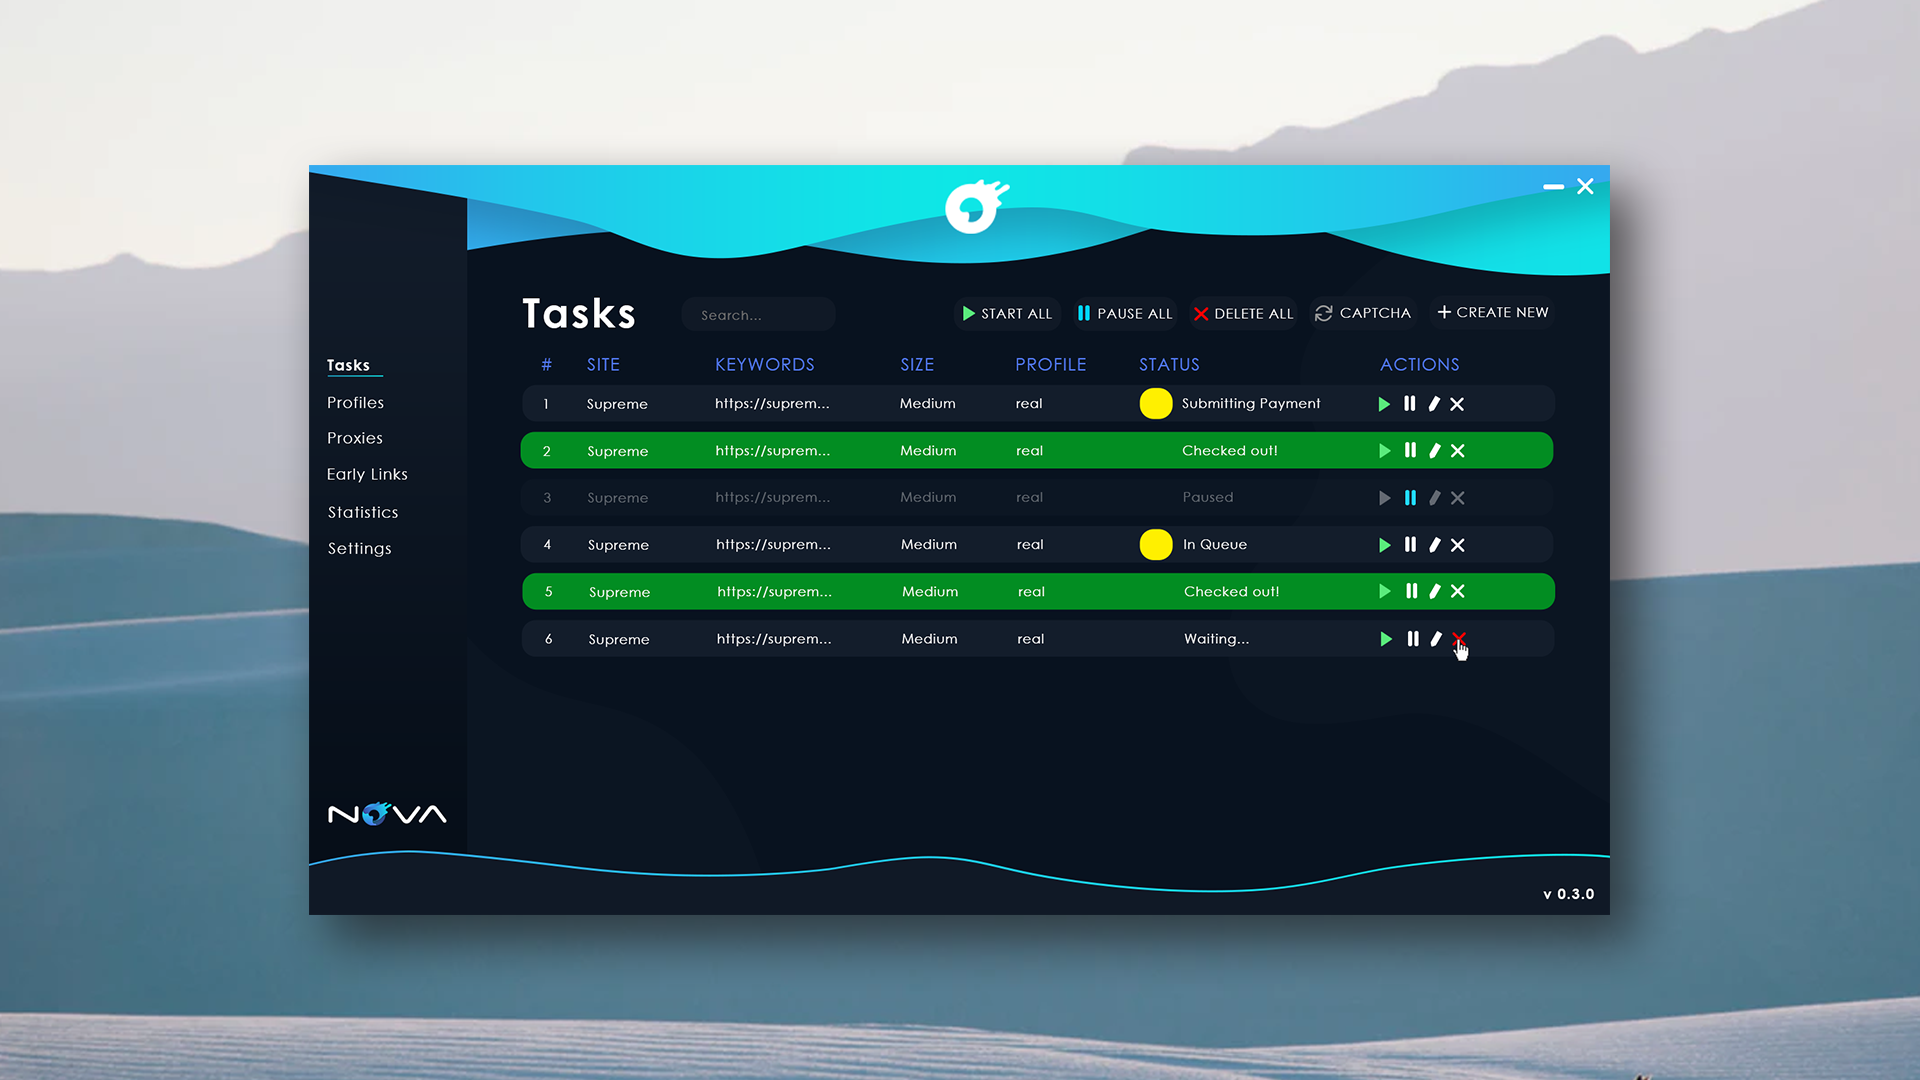 Tasks
Search...
START ALL
PAUSE ALL
DELETE ALL
CAPTCHA
CREATE NEW
Tasks
Profiles
Proxies
Early Links
Statistics
Settings
# SITE KEYWORDS SIZE PROFILE STATUS ACTIONS
1 Supreme https://suprem... Medium real Submitting Payment
2 Supreme https://suprem... Medium real Checked out!
3 Supreme https://suprem... Medium real Paused
4 Supreme https://suprem... Medium real In Queue
5 Supreme https://suprem... Medium real Checked out!
6 Supreme https://suprem... Medium real Waiting...
NOVA
v 0.3.0